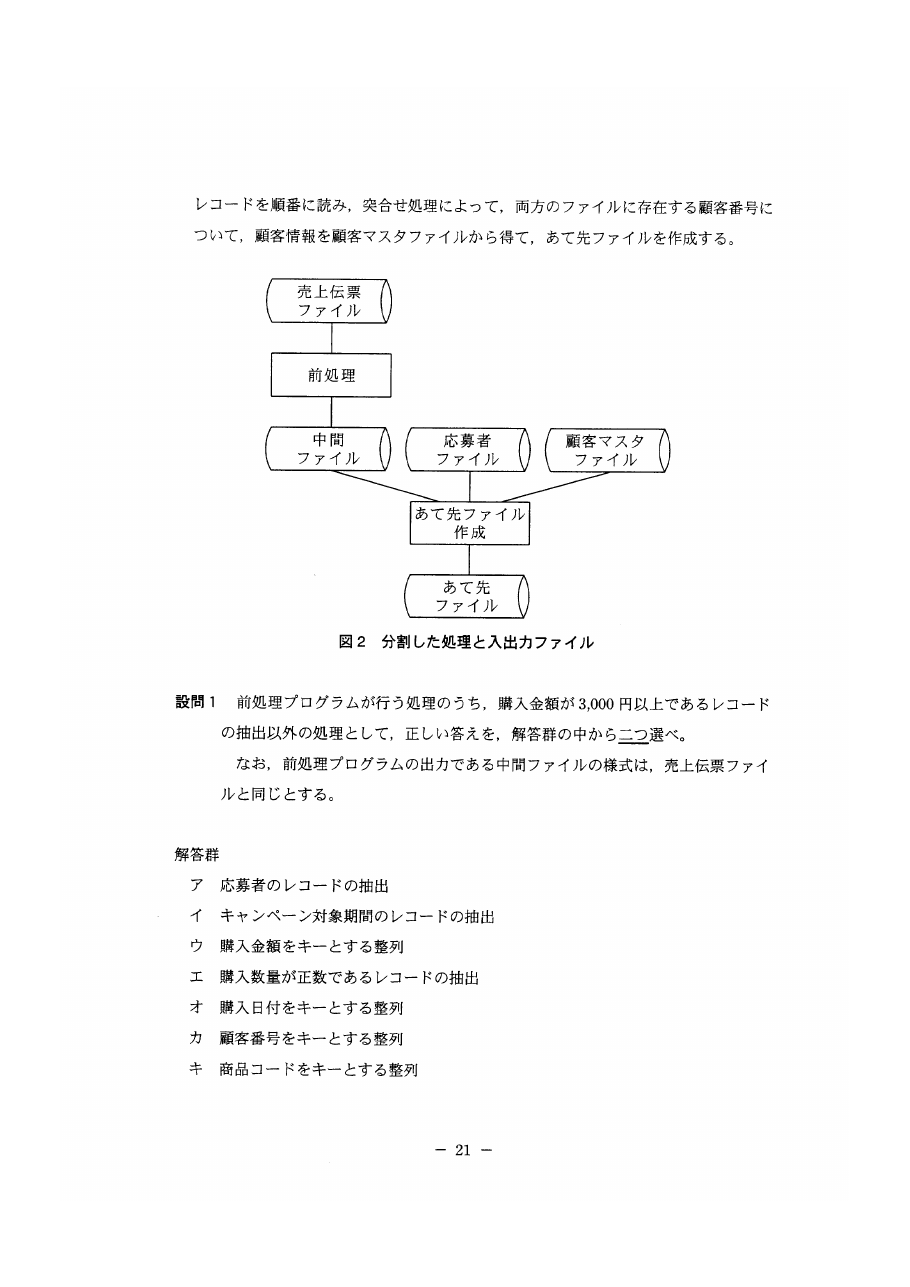 レコードを順番に読み，突合せ処理によって，両方のファイルに存在する顧客番号に
ついて，顧客情報を顧客マスタファイルから得て，あて先ファイルを作成する。
売上伝票
ファイル
前処理
中間
ファイル
応募者
ファイル
顧客マスタ
ファイル
あて先ファイル
作成
あて先
ファイル
図2　分割した処理と入出力ファイル
設問1　前処理プログラムが行う処理のうち，購入金額が 3,000 円以上であるレコード
の抽出以外の処理として，正しい答えを，解答群の中から二つ選べ。
なお，前処理プログラムの出力である中間ファイルの様式は，売上伝票ファイ
ルと同じとする。
解答群
ア　応募者のレコードの抽出
イ　キャンペーン対象期間のレコードの抽出
ウ　購入金額をキーとする整列
エ　購入数量が正数であるレコードの抽出
オ　購入日付をキーとする整列
カ　顧客番号をキーとする整列
キ　商品コードをキーとする整列
－ 21 －